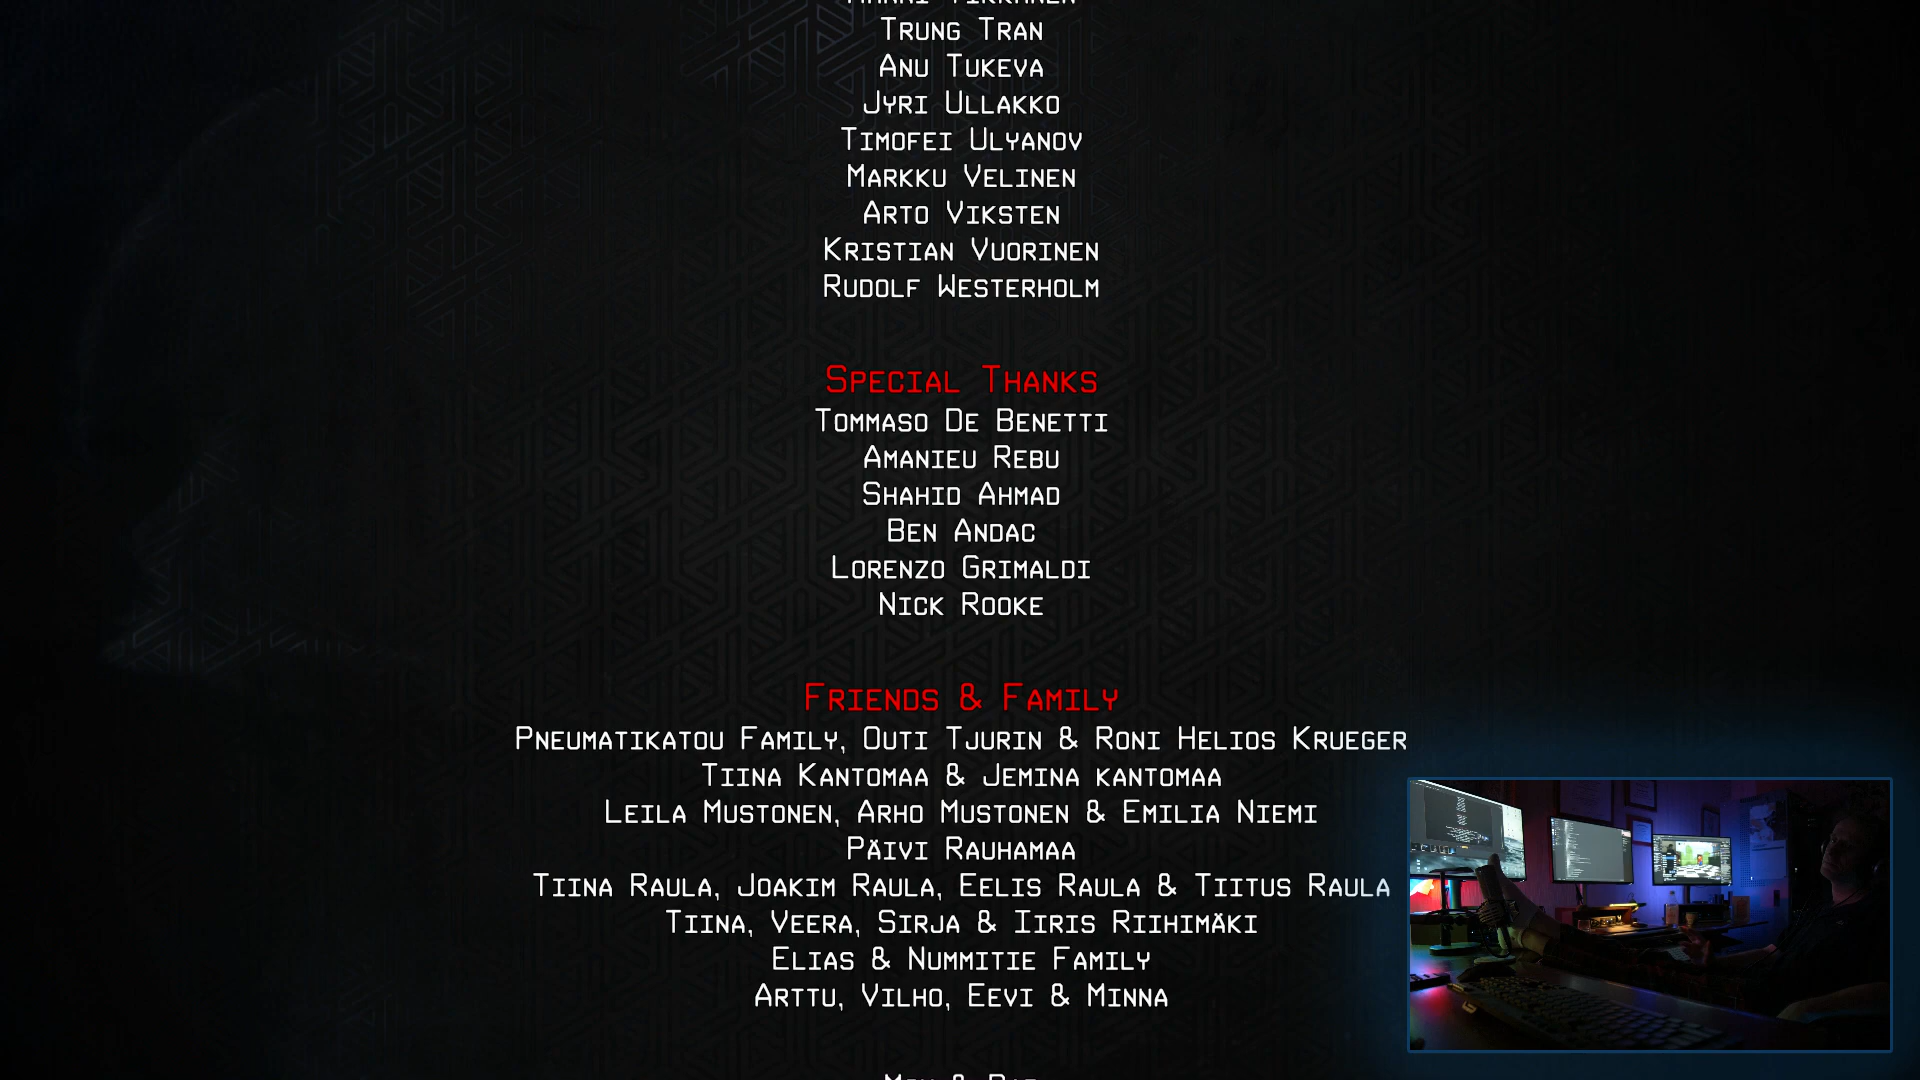 Trung Tran
Anu Tukeva
Jyri Ullakko
Timofei Ulyanov
Markku Velinen
Arto Viksten
Kristian Vuorinen
Rudolf Westerholm
Special Thanks
Tommaso De Benetti
Amanieu Rebu
Shahid Ahmad
Ben Andac
Lorenzo Grimaldi
Nick Rooke
Friends & Family
Pneumatikatou Family, Outi Tjurin & Roni Helios Krueger
Tiina Kantomaa & Jemina kantomaa
Leila Mustonen, Arho Mustonen & Emilia Niemi
Päivi Rauhamaa
Tiina Raula, Joakim Raula, Eelis Raula & Tiitus Raula
Tiina, Veera, Sirja & Iiris Riihimäki
Elias & Nummitie Family
Arttu, Vilho, Eevi & Minna